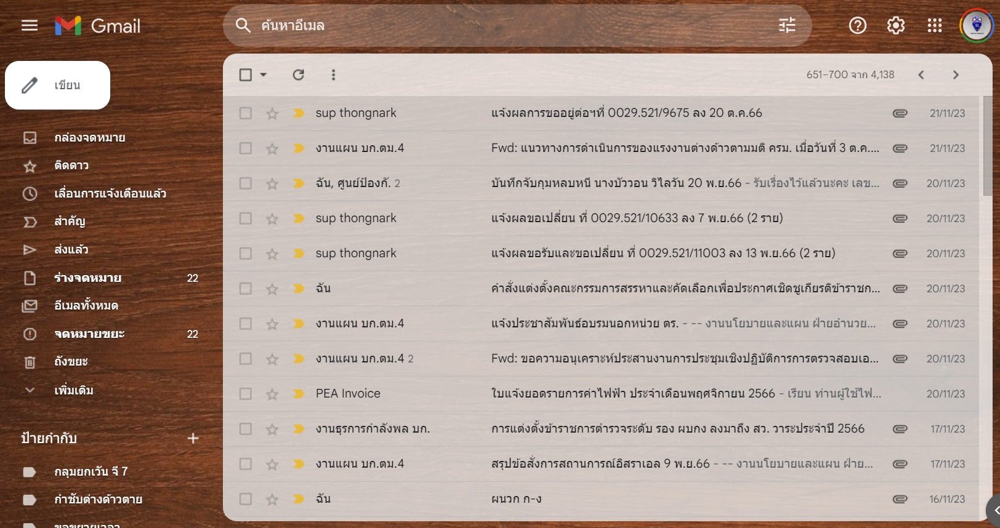 Gmail
ค้นหาอีเมล
เขียน
651–700 จาก 4,138
กล่องจดหมาย
ติดดาว
เลื่อนการแจ้งเตือนแล้ว
สำคัญ
ส่งแล้ว
ร่างจดหมาย 22
อีเมลทั้งหมด
จดหมายขยะ 22
ถังขยะ
เพิ่มเติม
ป้ายกำกับ
กลุมยกเวัน จี 7
กำชับต่างด้าวตาย
ขอขยายเวลา
sup thongnark แจ้งผลการขออยู่ต่อฯที่ 0029.521/9675 ลง 20 ต.ค.66 21/11/23
งานแผน บก.ตม.4 Fwd: แนวทางการดำเนินการของแรงงานต่างด้าวตามมติ ครม. เมื่อวันที่ 3 ต.ค.... 21/11/23
ฉัน, ศูนย์ป้องกั. 2 บันทึกจับกุมหลบหนี นางบัววอน วิไลวัน 20 พ.ย.66 - รับเรื่องไว้แล้วนะคะ เลข... 20/11/23
sup thongnark แจ้งผลขอเปลี่ยน ที่ 0029.521/10633 ลง 7 พ.ย.66 (2 ราย) 20/11/23
sup thongnark แจ้งผลขอรับและขอเปลี่ยน ที่ 0029.521/11003 ลง 13 พ.ย.66 (2 ราย) 20/11/23
ฉัน คำสั่งแต่งตั้งคณะกรรมการสรรหาและคัดเลือกเพื่อประกาศเชิดชูเกียรติข้าราชก... 20/11/23
งานแผน บก.ตม.4 แจ้งประชาสัมพันธ์อบรมนอกหน่วย ตร. - -- งานนโยบายและแผน ฝ่ายอำนวย... 20/11/23
งานแผน บก.ตม.4 2 Fwd: ขอความอนุเคราะห์ประสานงานการประชุมเชิงปฏิบัติการการตรวจสอบเอ... 20/11/23
PEA Invoice ใบแจ้งยอดรายการค่าไฟฟ้า ประจำเดือนพฤศจิกายน 2566 - เรียน ท่านผู้ใช้ไฟ... 20/11/23
งานธุรการกำลังพล บก. การแต่งตั้งข้าราชการตำรวจระดับ รอง ผบกง ลงมาถึง สว. วาระประจำปี 2566 17/11/23
งานแผน บก.ตม.4 สรุปข้อสั่งการสถานการณ์อิสราเอล 9 พ.ย.66 - -- งานนโยบายและแผน ฝ่าย... 17/11/23
ฉัน ผนวก ก-ง 16/11/23